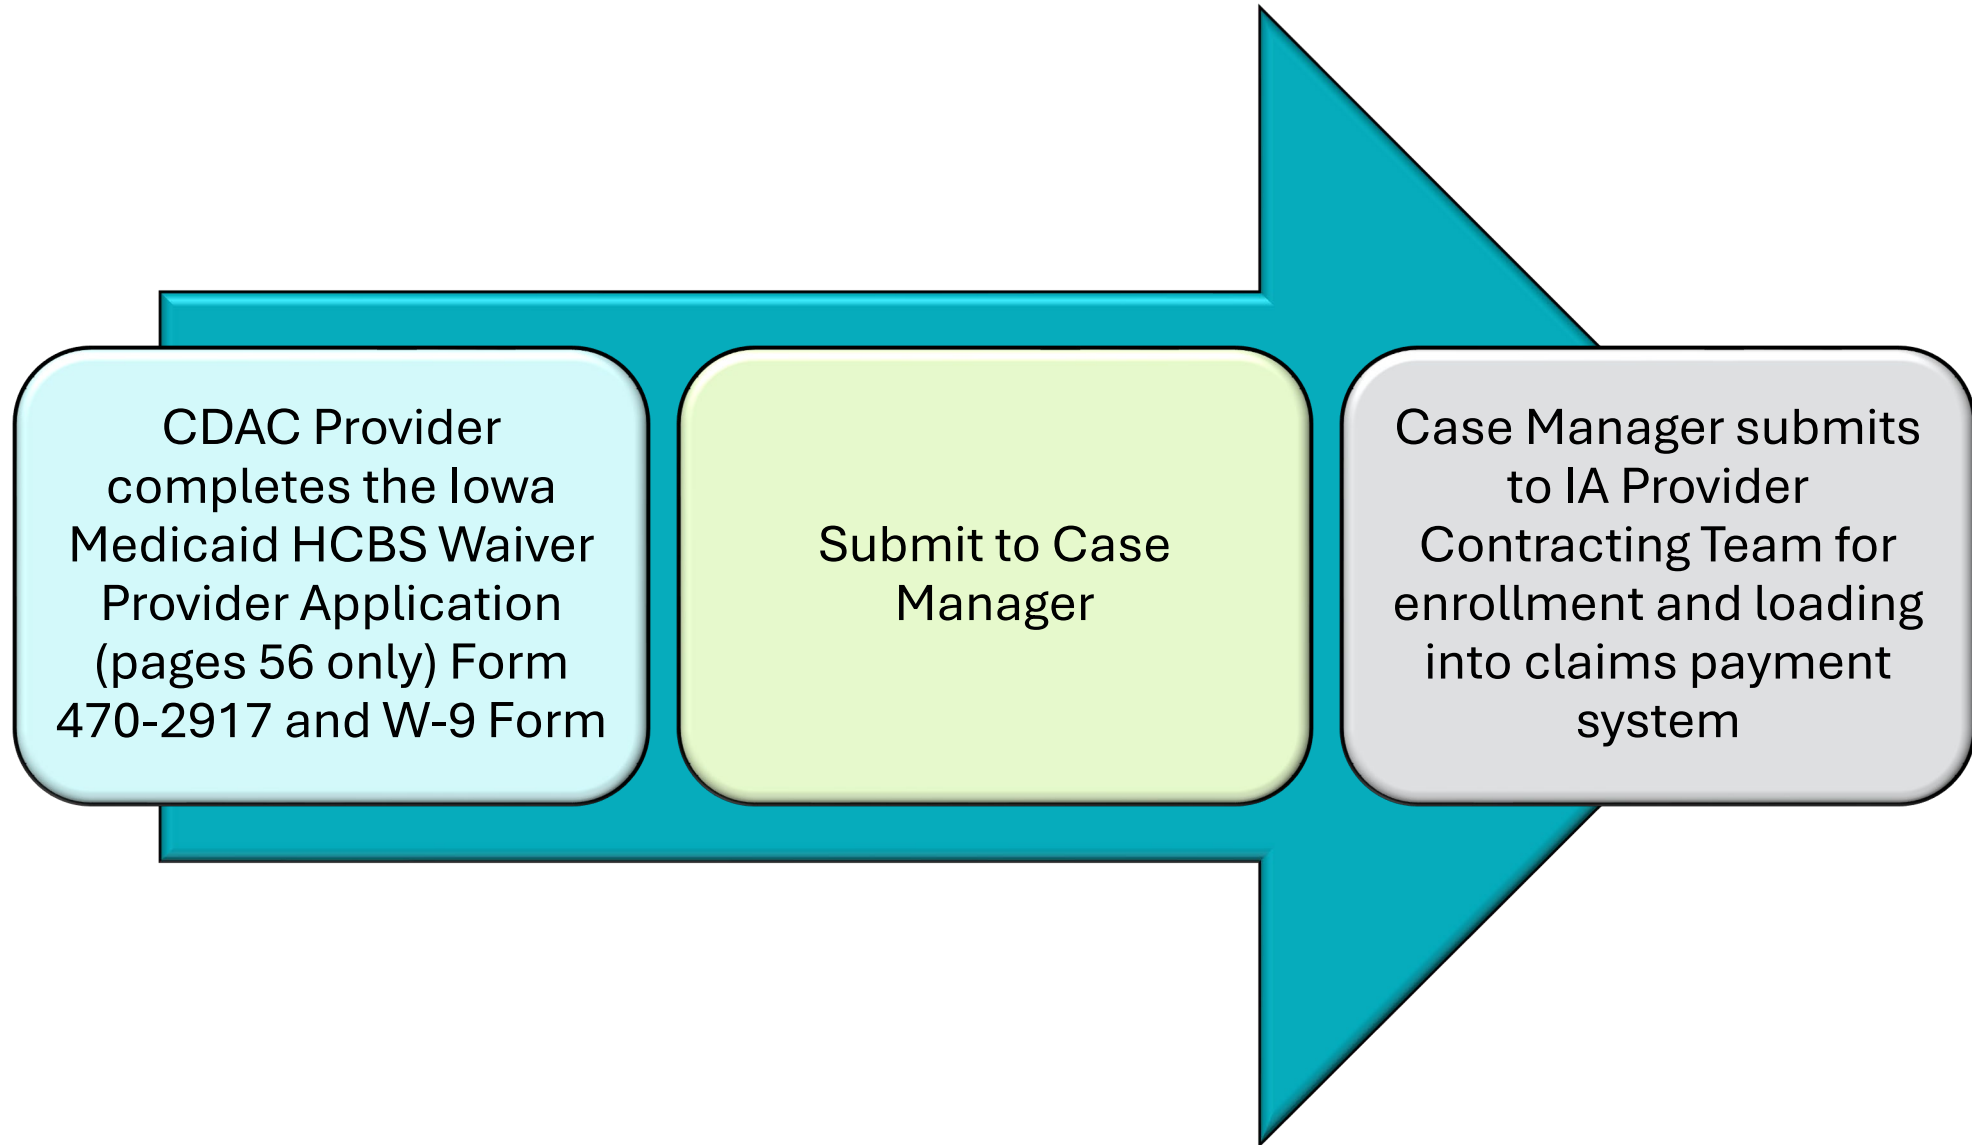 CDAC Provider
completes the Iowa
Medicaid HCBS Waiver
Provider Application
(pages 56 only) Form
470-2917 and W-9 Form
Submit to Case
Manager
Case Manager submits
to IA Provider
Contracting Team for
enrollment and loading
into claims payment
system